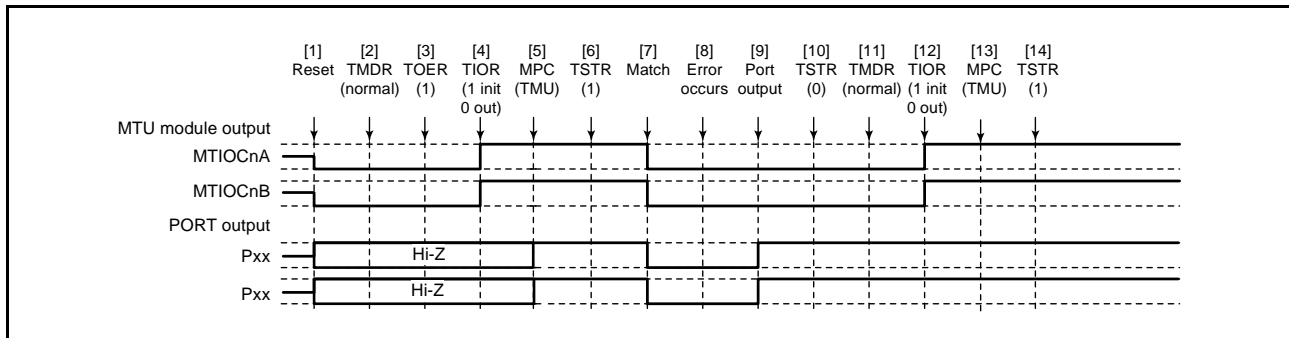 [1] [2] [3] [4] [5] [6] [7] [8] [9] [10] [11] [12] [13] [14]
Reset TMDR TOER TIOR MPC TSTR Match Error Port TSTR TMDR TIOR MPC TSTR
(normal) (1) (1 init (TMU) (1) occurs output (0) (normal) (1 init (TMU) (1)
0 out) 0 out)
MTU module output
MTIOCnA
MTIOCnB
PORT output
Pxx Hi-Z
Pxx Hi-Z